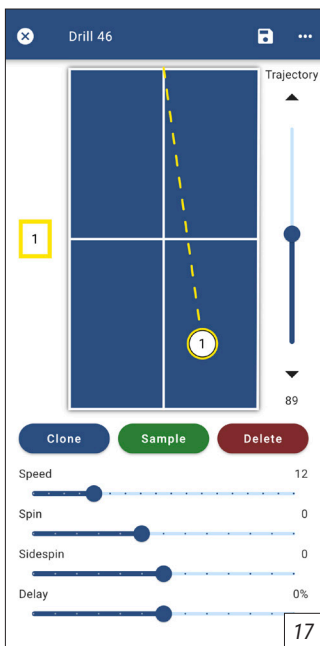 Drill 46
Trajectory
1
1
89
Clone Sample Delete
Speed 12
Spin 0
Sidespin 0
Delay 0%
17